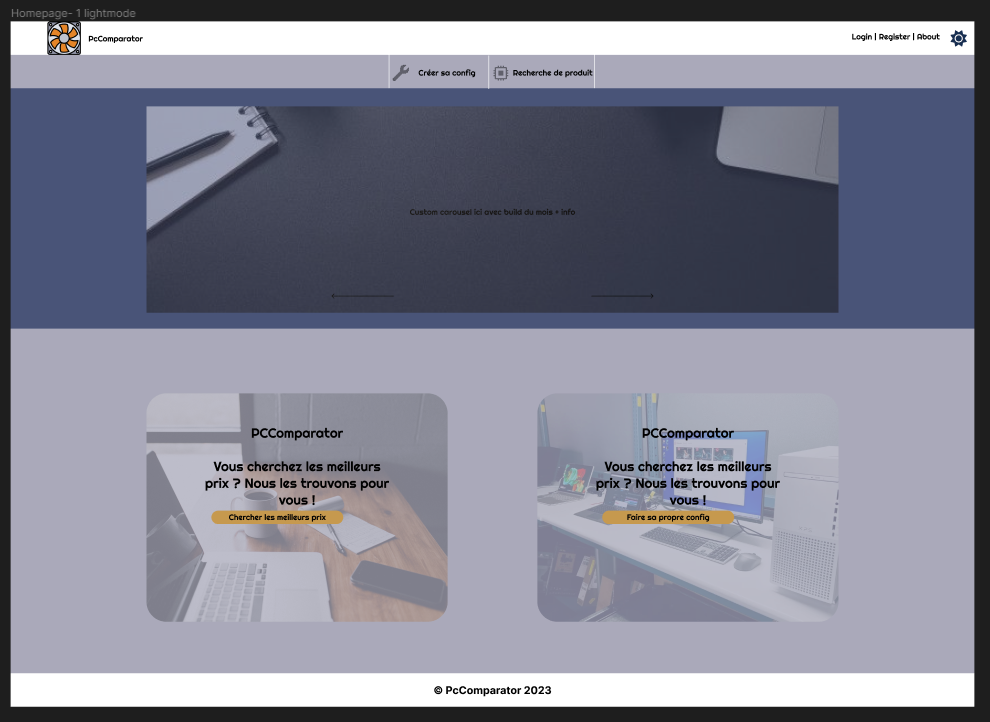 Homepage- 1 lightmode
PcComparator
Login | Register | About
Créer sa config
Recherche de produit
Custom carousel ici avec build du mois + info
PCComparator
Vous cherchez les meilleurs
prix ? Nous les trouvons pour
vous !
Chercher les meilleurs prix
PCComparator
Vous cherchez les meilleurs
prix ? Nous les trouvons pour
vous !
Faire sa propre config
© PcComparator 2023